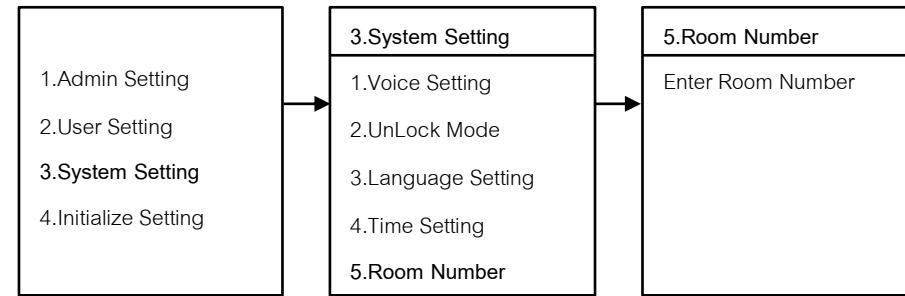 1.Admin Setting
2.User Setting
3.System Setting
4.Initialize Setting
3.System Setting
1.Voice Setting
2.UnLock Mode
3.Language Setting
4.Time Setting
5.Room Number
5.Room Number
Enter Room Number